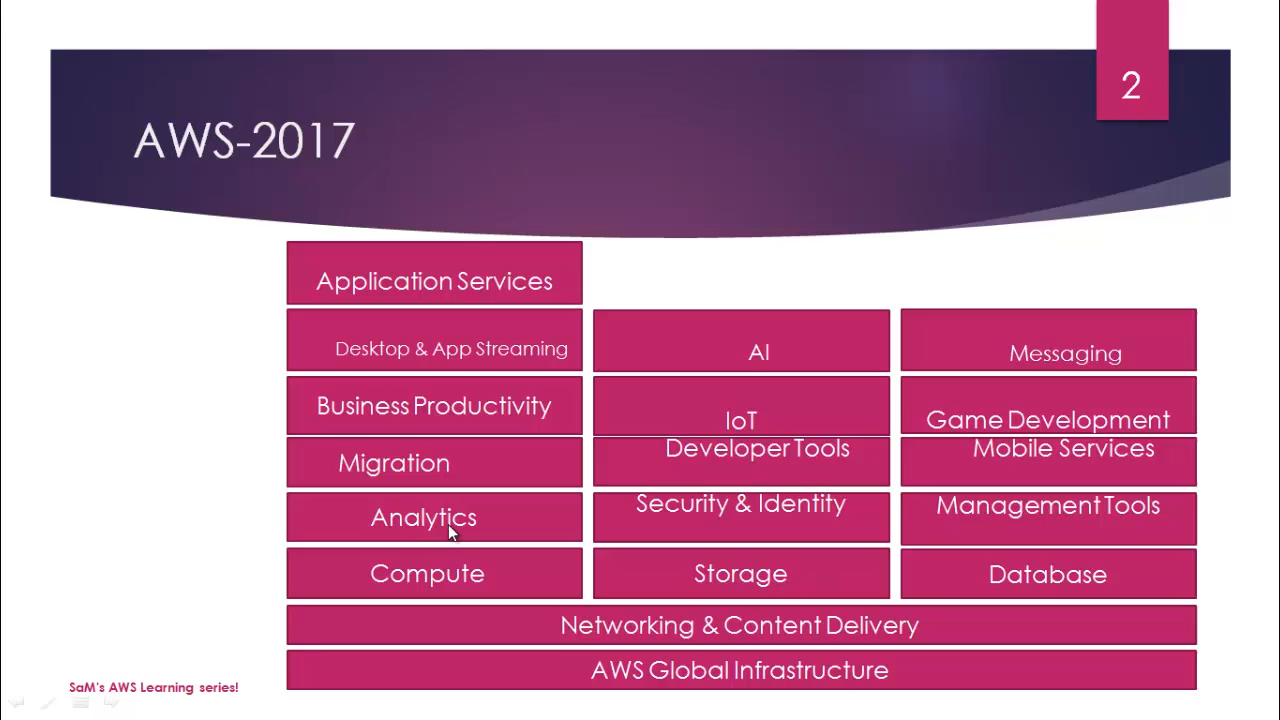 2
AWS-2017
Application Services
Desktop & App Streaming
AI
Messaging
Business Productivity
IoT
Game Development
Migration
Developer Tools
Mobile Services
Analytics
Security & Identity
Management Tools
Compute
Storage
Database
Networking & Content Delivery
AWS Global Infrastructure
SaM's AWS Learning series!